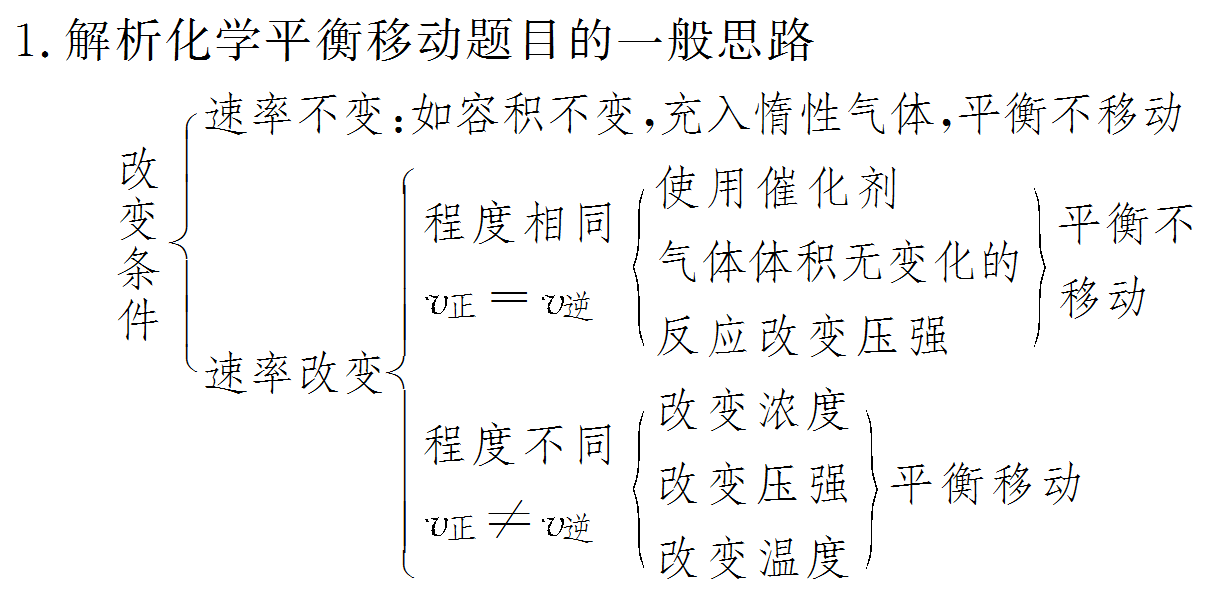 1. 解析化学平衡移动题目的一般思路
改变条件
速率不变:如容积不变,充入惰性气体,平衡不移动
速率改变
程度相同
v正＝v逆
使用催化剂
气体体积无变化的
反应改变压强
平衡不
移动
程度不同
v正≠v逆
改变浓度
改变压强
改变温度
平衡移动